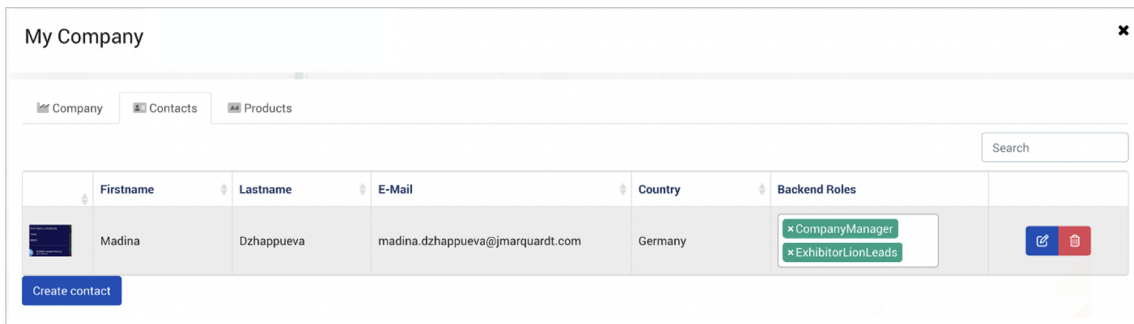 My Company
Company Contacts Products
Search
Firstname Lastname E-Mail Country Backend Roles
Madina Dzhappueva madina.dzhappueva@jmarquardt.com Germany
×CompanyManager
×ExhibitorLionLeads
Create contact